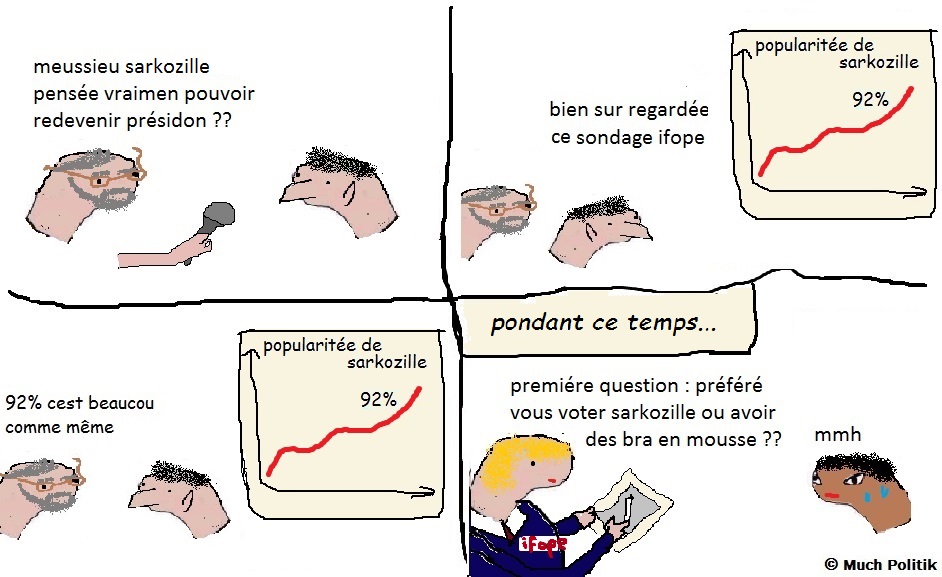 meussieu sarkozille
pensée vraimen pouvoir
redevenir présidon ??
bien sur regardée
ce sondage ifope
popularitée de
sarkozille
92%
92% cest beaucou
comme même
popularitée de
sarkozille
92%
pondant ce temps...
premiére question : préféré
vous voter sarkozille ou avoir
des bra en mousse ??
mmh
ifope
© Much Politik